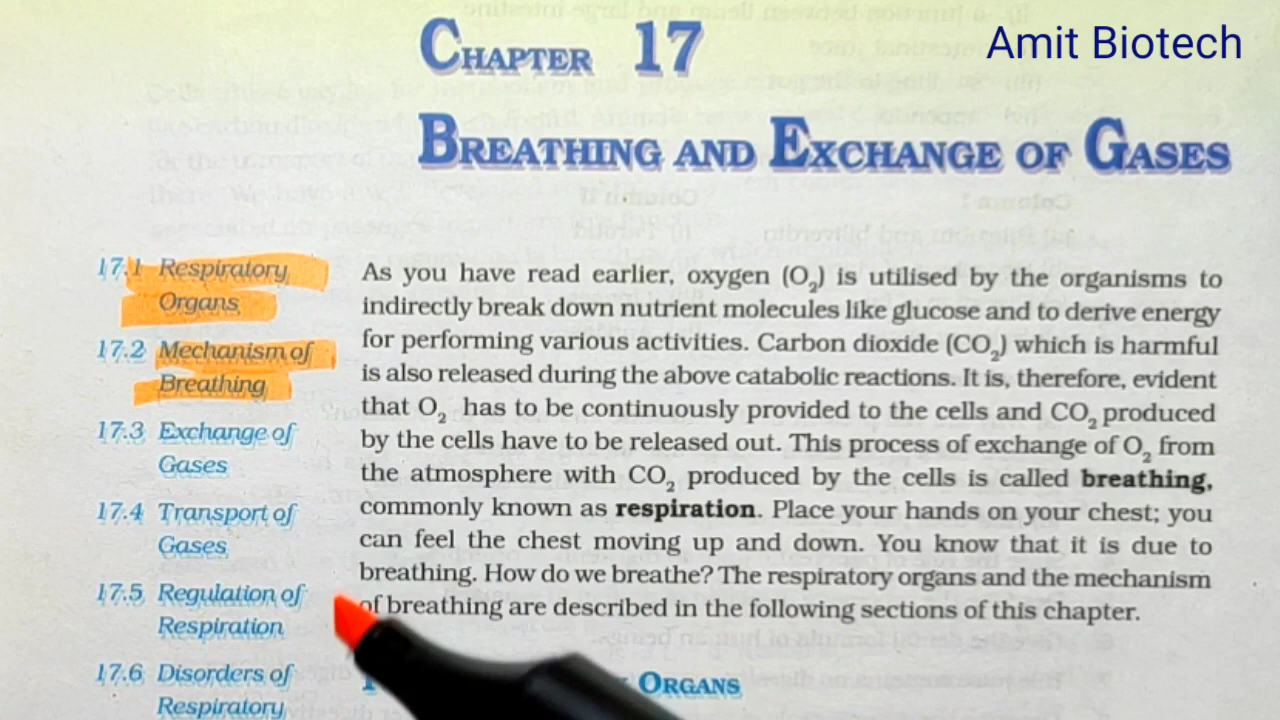 Amit Biotech
CHAPTER 17
BREATHING AND EXCHANGE OF GASES
17.1 Respiratory
Organs
17.2 Mechanism of
Breathing
17.3 Exchange of
Gases
17.4 Transport of
Gases
17.5 Regulation of
Respiration
17.6 Disorders of
Respiratory
As you have read earlier, oxygen (O₂) is utilised by the organisms to
indirectly break down nutrient molecules like glucose and to derive energy
for performing various activities. Carbon dioxide (CO₂) which is harmful
is also released during the above catabolic reactions. It is, therefore, evident
that O₂ has to be continuously provided to the cells and CO₂ produced
by the cells have to be released out. This process of exchange of O₂ from
the atmosphere with CO₂ produced by the cells is called breathing,
commonly known as respiration. Place your hands on your chest; you
can feel the chest moving up and down. You know that it is due to
breathing. How do we breathe? The respiratory organs and the mechanism
of breathing are described in the following sections of this chapter.
ORGANS